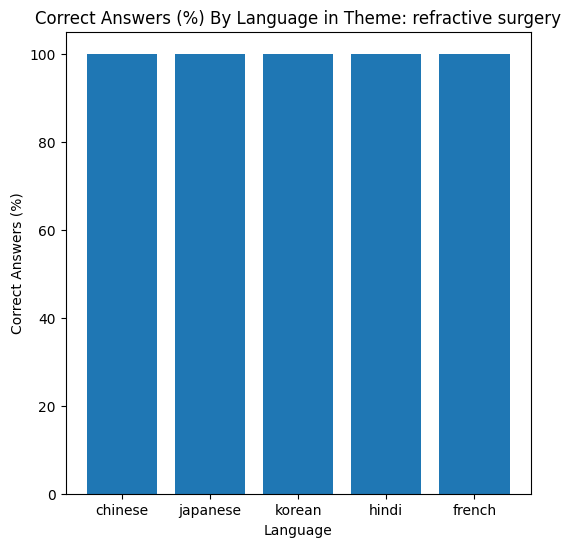 Correct Answers (%) By Language in Theme: refractive surgery
100
80
60
40
20
0
Correct Answers (%)
chinese japanese korean hindi french
Language